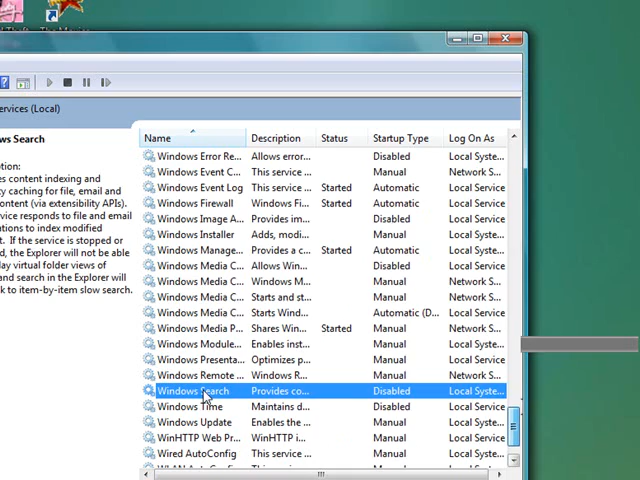 ervices (Local)
ws Search
Name Description Status Startup Type Log On As
ption:
es content indexing and
ty caching for file, email and
ontent (via extensibility APIs).
vice responds to file and email
tions to index modified
. If the service is stopped or
d, the Explorer will not be able
lay virtual folder views of
and search in the Explorer will
k to item-by-item slow search.
Windows Error Re... Allows error... Disabled Local Syste...
Windows Event C... This service ... Manual Network S...
Windows Event Log This service ... Started Automatic Local Service
Windows Firewall Windows Fi... Started Automatic Local Service
Windows Image A... Provides im... Disabled Local Service
Windows Installer Adds, modi... Manual Local Syste...
Windows Manage... Provides a c... Started Automatic Local Syste...
Windows Media C... Allows Win... Disabled Local Service
Windows Media C... Windows M... Manual Network S...
Windows Media C... Starts and st... Manual Network S...
Windows Media C... Starts Wind... Automatic (D... Local Service
Windows Media P... Shares Win... Started Manual Network S...
Windows Module... Enables inst... Manual Local Syste...
Windows Presenta... Optimizes p... Manual Local Service
Windows Remote ... Windows R... Manual Network S...
Windows Search Provides co... Disabled Local Syste...
Windows Time Maintains d... Disabled Local Service
Windows Update Enables the ... Manual Local Syste...
WinHTTP Web Pr... WinHTTP i... Manual Local Service
Wired AutoConfig This service ... Manual Local Syste...